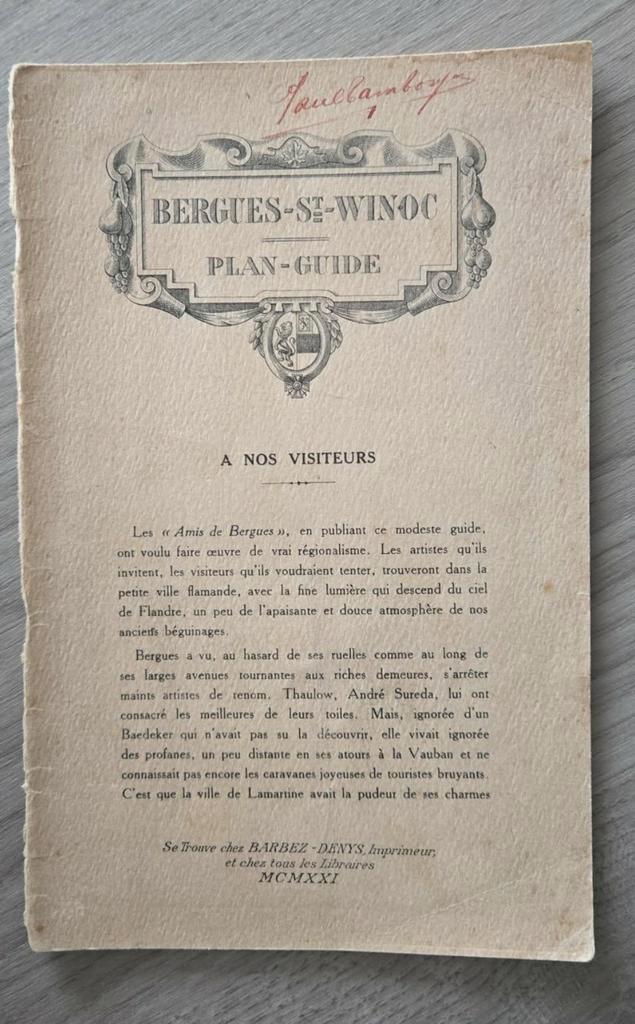 BERGUES-ST-WINOC
PLAN-GUIDE
A NOS VISITEURS
Les « Amis de Bergues », en publiant ce modeste guide,
ont voulu faire œuvre de vrai régionalisme. Les artistes qu'ils
invitent, les visiteurs qu'ils voudraient tenter, trouveront dans la
petite ville flamande, avec la fine lumière qui descend du ciel
de Flandre, un peu de l'apaisante et douce atmosphère de nos
anciens béguinages.
Bergues a vu, au hasard de ses ruelles comme au long de
ses larges avenues tournantes aux riches demeures, s'arrêter
maints artistes de renom. Thaulow, André Sureda, lui ont
consacré les meilleures de leurs toiles. Mais, ignorée d'un
Baedeker qui n'avait pas su la découvrir, elle vivait ignorée
des profanes, un peu distante en ses atours à la Vauban et ne
connaissait pas encore les caravanes joyeuses de touristes bruyants.
C'est que la ville de Lamartine avait la pudeur de ses charmes
Se Trouve chez BARBEZ-DENYS, Imprimeur,
et chez tous les Libraires
MCMXXI